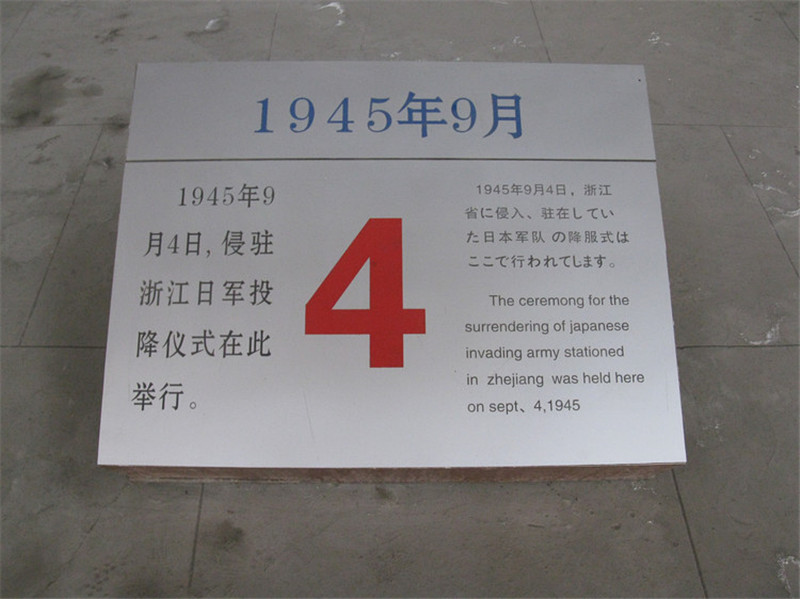 1945年9月
1945年9
月4日,侵驻
浙江日军投
降仪式在此
举行。
4
1945年9月4日，浙江
省に侵入、驻在してい
た日本军队 の降服式は
ここで行われてします。
The ceremong for the
surrendering of japanese
invading army stationed
in zhejiang was held here
on sept、4,1945